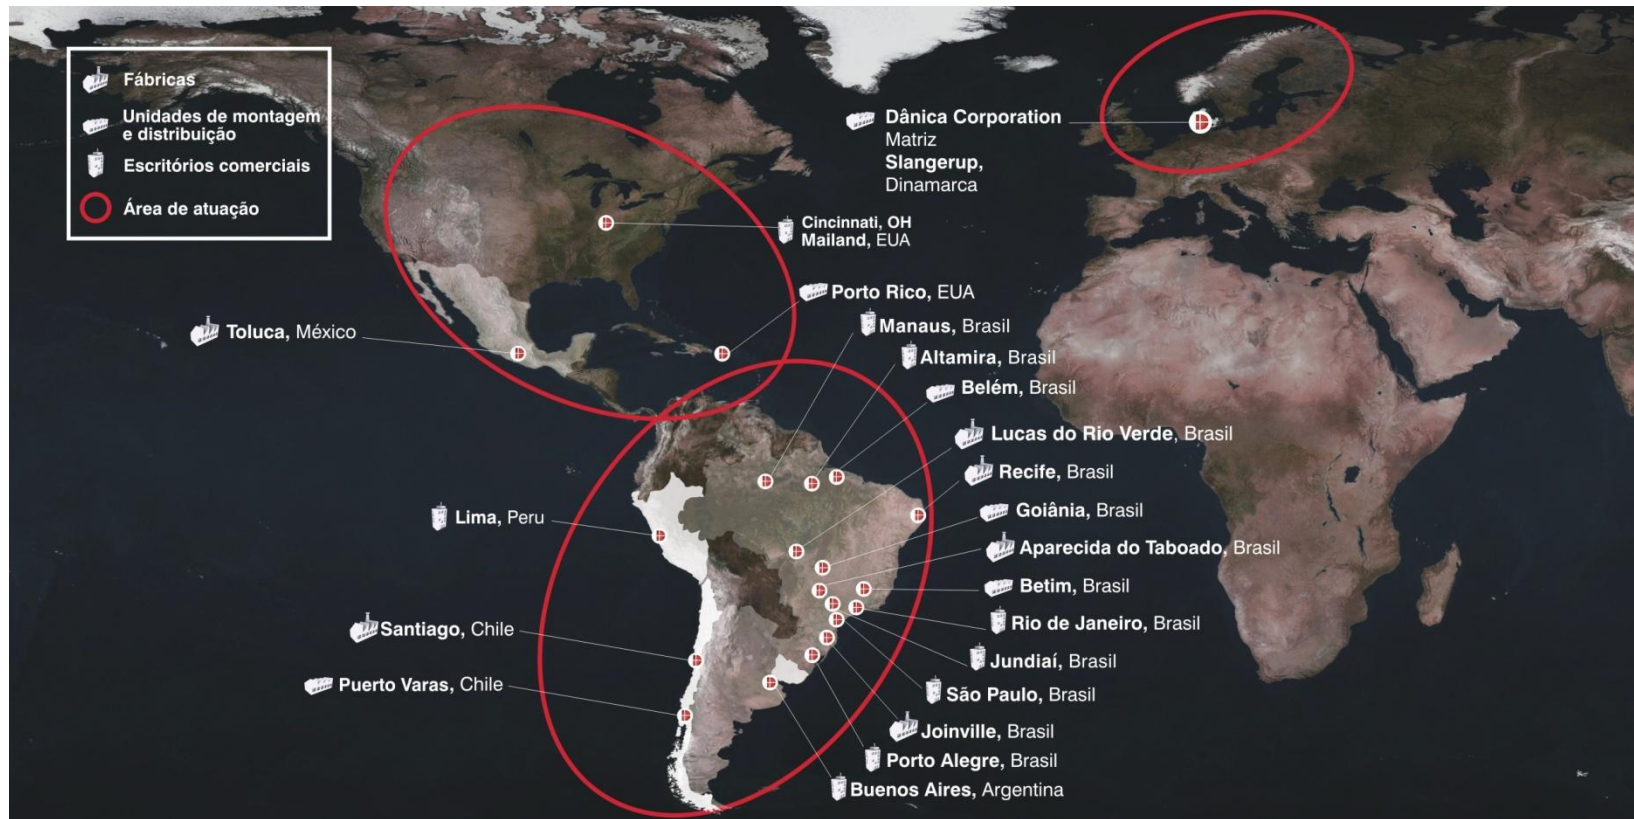 Fábricas
Unidades de montagem
e distribuição
Escritórios comerciais
Área de atuação
Dânica Corporation
Matriz
Slangerup,
Dinamarca
Cincinnati, OH
Mailand, EUA
Porto Rico, EUA
Manaus, Brasil
Toluca, México
Altamira, Brasil
Belém, Brasil
Lucas do Rio Verde, Brasil
Recife, Brasil
Goiânia, Brasil
Lima, Peru
Aparecida do Taboado, Brasil
Betim, Brasil
Rio de Janeiro, Brasil
Santiago, Chile
Jundiaí, Brasil
Puerto Varas, Chile
São Paulo, Brasil
Joinville, Brasil
Porto Alegre, Brasil
Buenos Aires, Argentina